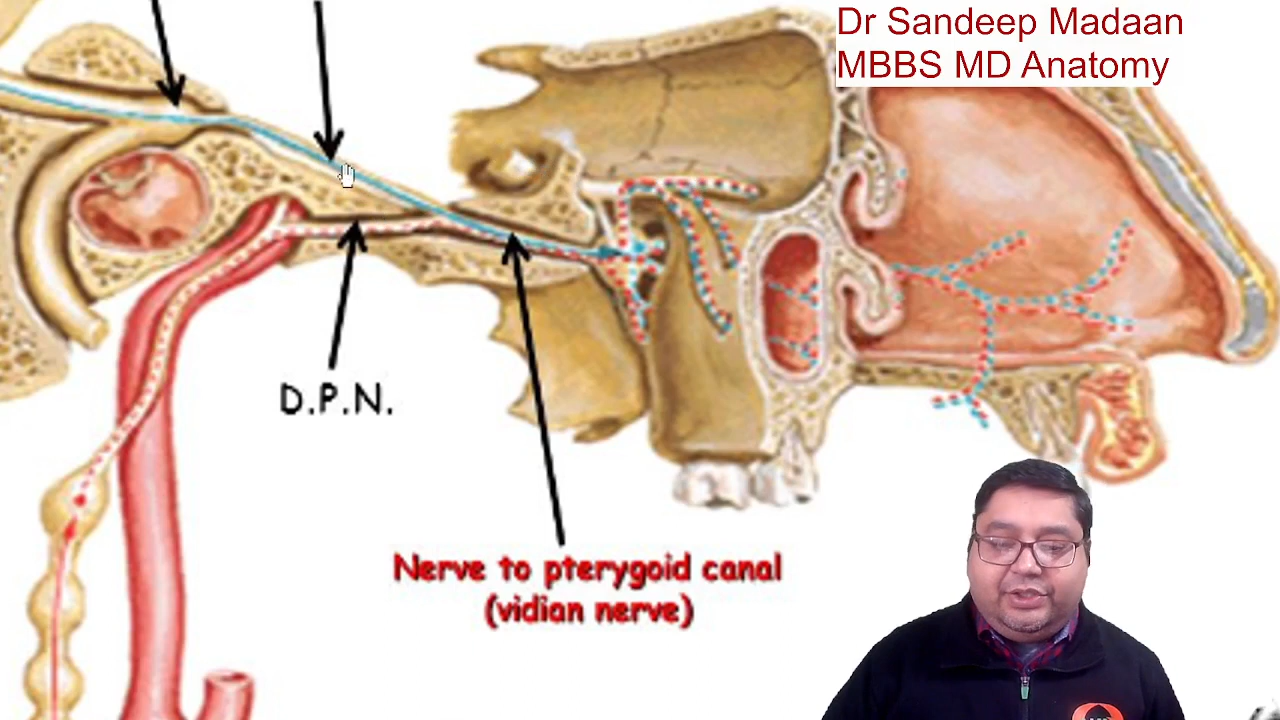 Dr Sandeep Madaan
MBBS MD Anatomy
D.P.N.
Nerve to pterygoid canal
(vidian nerve)